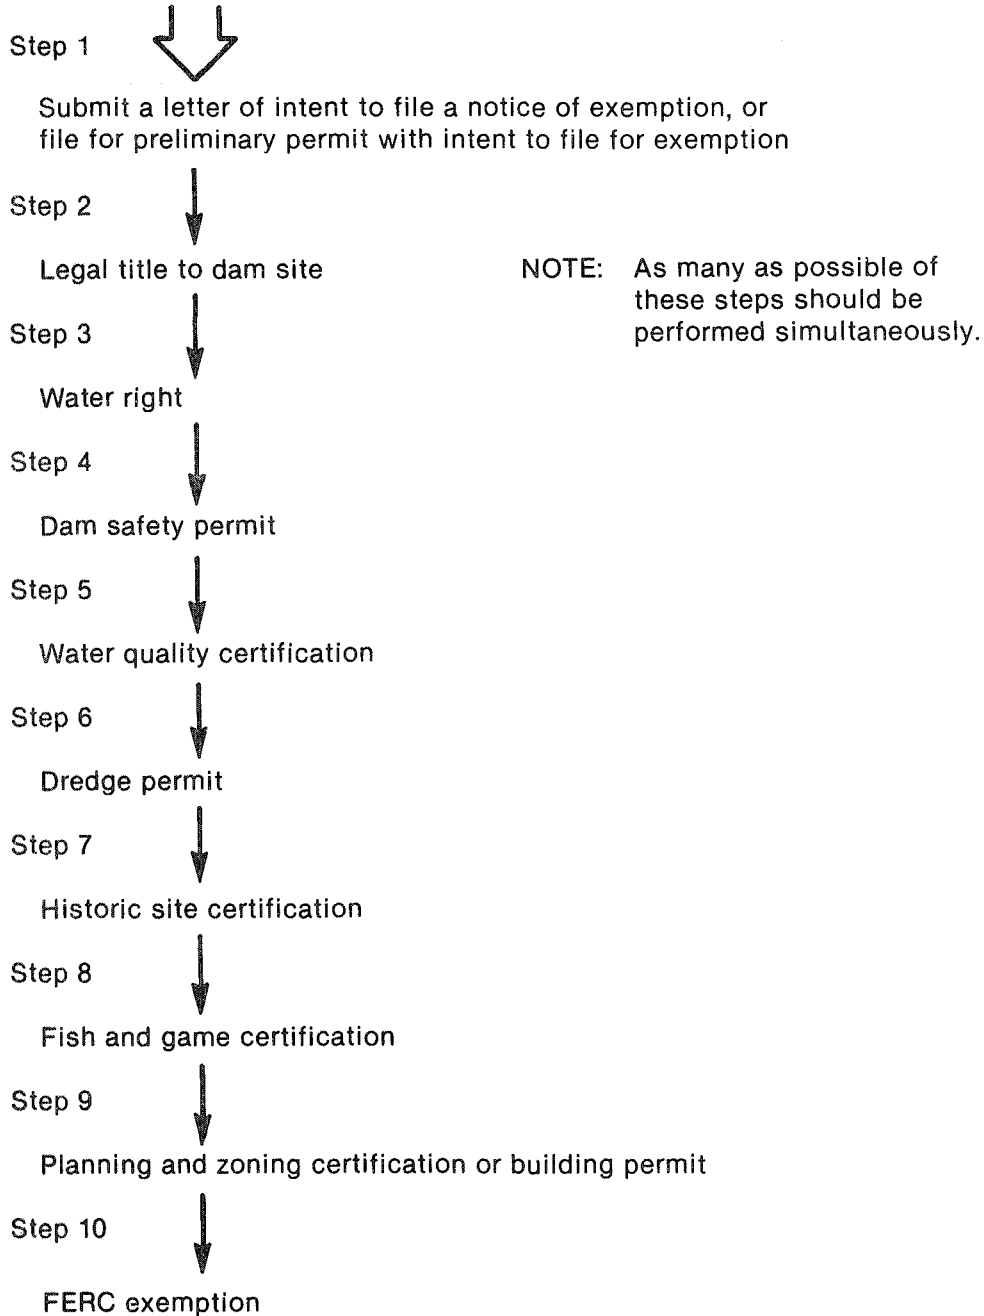 Step 1
Submit a letter of intent to file a notice of exemption, or
file for preliminary permit with intent to file for exemption
Step 2
Legal title to dam site
NOTE: As many as possible of
these steps should be
performed simultaneously.
Step 3
Water right
Step 4
Dam safety permit
Step 5
Water quality certification
Step 6
Dredge permit
Step 7
Historic site certification
Step 8
Fish and game certification
Step 9
Planning and zoning certification or building permit
Step 10
FERC exemption